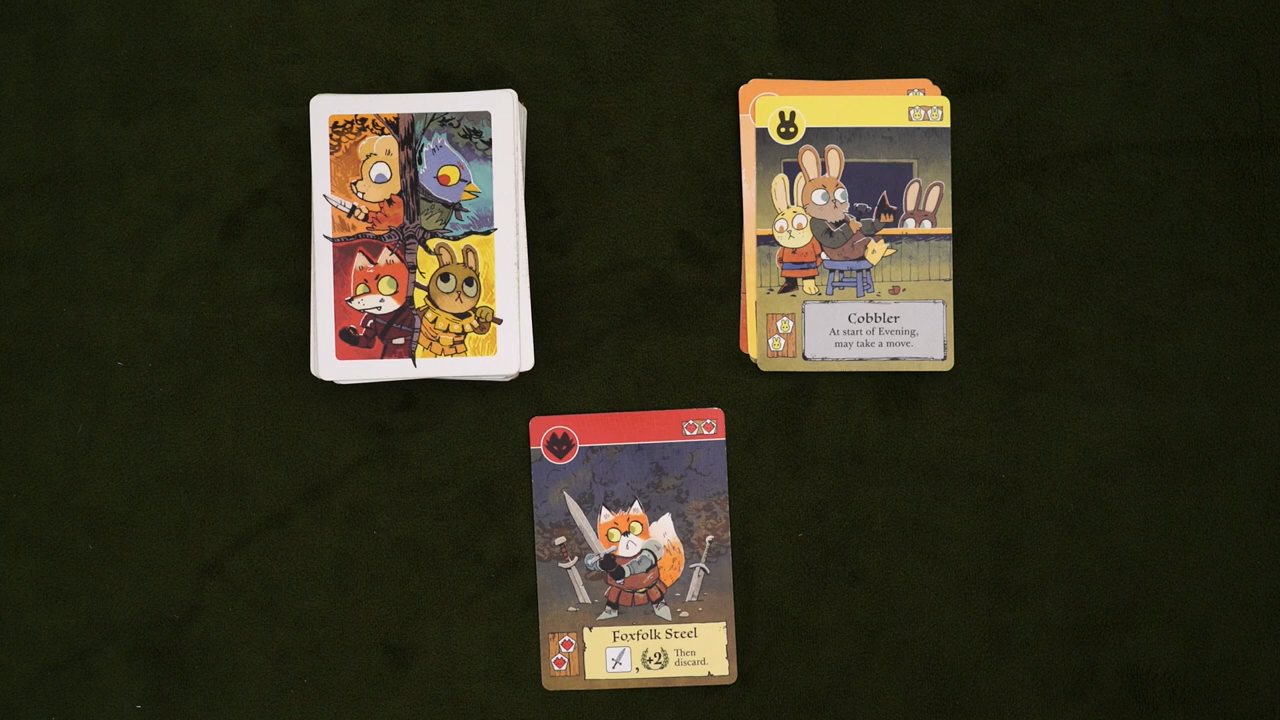 Cobbler
At start of Evening,
may take a move.
Foxfolk Steel
, +2 Then
discard.